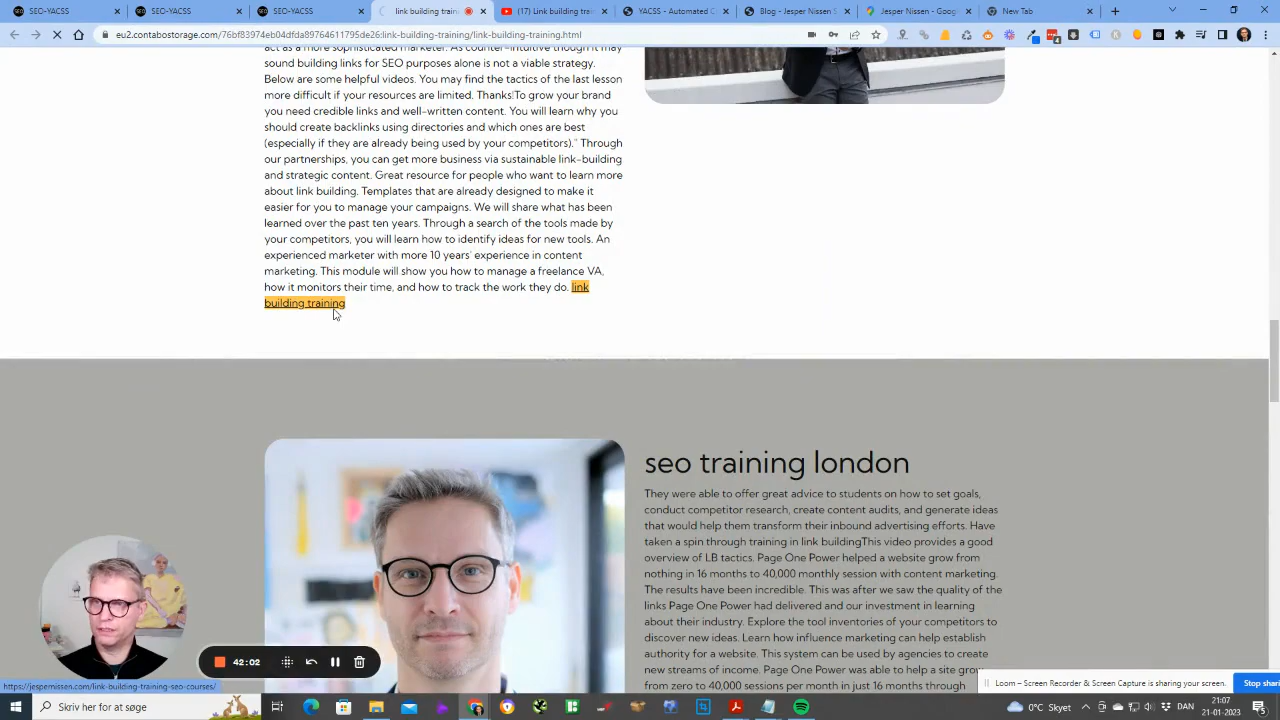 SEO-YACSS
SEO-YACSS
SEO-YACSS
link building trainin
(17) Link building trai
YACSS - Automated C
Blog - Jesper Nissen S
Jesper Nissen - Goog
New Tab
eu2.contabostorage.com/76bf83974eb04dfda89764611795de26:link-building-training/link-building-training.html
act as a more sophisticated marketer. As counter-intuitive though it may
sound building links for SEO purposes alone is not a viable strategy.
Below are some helpful videos. You may find the tactics of the last lesson
more difficult if your resources are limited. Thanks!To grow your brand
you need credible links and well-written content. You will learn why you
should create backlinks using directories and which ones are best
(especially if they are already being used by your competitors)." Through
our partnerships, you can get more business via sustainable link-building
and strategic content. Great resource for people who want to learn more
about link building. Templates that are already designed to make it
easier for you to manage your campaigns. We will share what has been
learned over the past ten years. Through a search of the tools made by
your competitors, you will learn how to identify ideas for new tools. An
experienced marketer with more 10 years' experience in content
marketing. This module will show you how to manage a freelance VA,
how it monitors their time, and how to track the work they do. link
building training
seo training london
They were able to offer great advice to students on how to set goals,
conduct competitor research, create content audits, and generate ideas
that would help them transform their inbound advertising efforts. Have
taken a spin through training in link buildingThis video provides a good
overview of LB tactics. Page One Power helped a website grow from
nothing in 16 months to 40,000 monthly session with content marketing.
The results have been incredible. This was after we saw the quality of the
links Page One Power had delivered and our investment in learning
about their industry. Explore the tool inventories of your competitors to
discover new ideas. Learn how influence marketing can help establish
authority for a website. This system can be used by agencies to create
new streams of income. Page One Power was able to help a site grow
from zero to 40,000 sessions per month in just 16 months through
42:02
https://jespernissen.com/link-building-training-seo-courses/
Loom – Screen Recorder & Screen Capture is sharing your screen.
Stop shari
Skriv her for at søge
0°C Skyet
DAN
21:07
21-01-2023